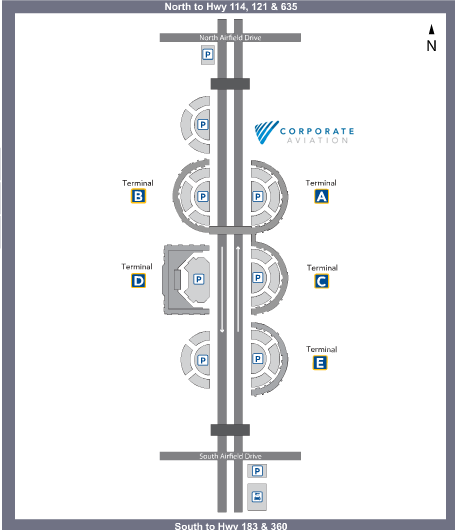 North to Hwy 114, 121 & 635
North Airfield Drive
N
P
P
CORPORATE
AVIATION
Terminal
B
P
P
Terminal
A
Terminal
D
P
P
Terminal
C
P
P
Terminal
E
South Airfield Drive
P
South to Hwy 183 & 360